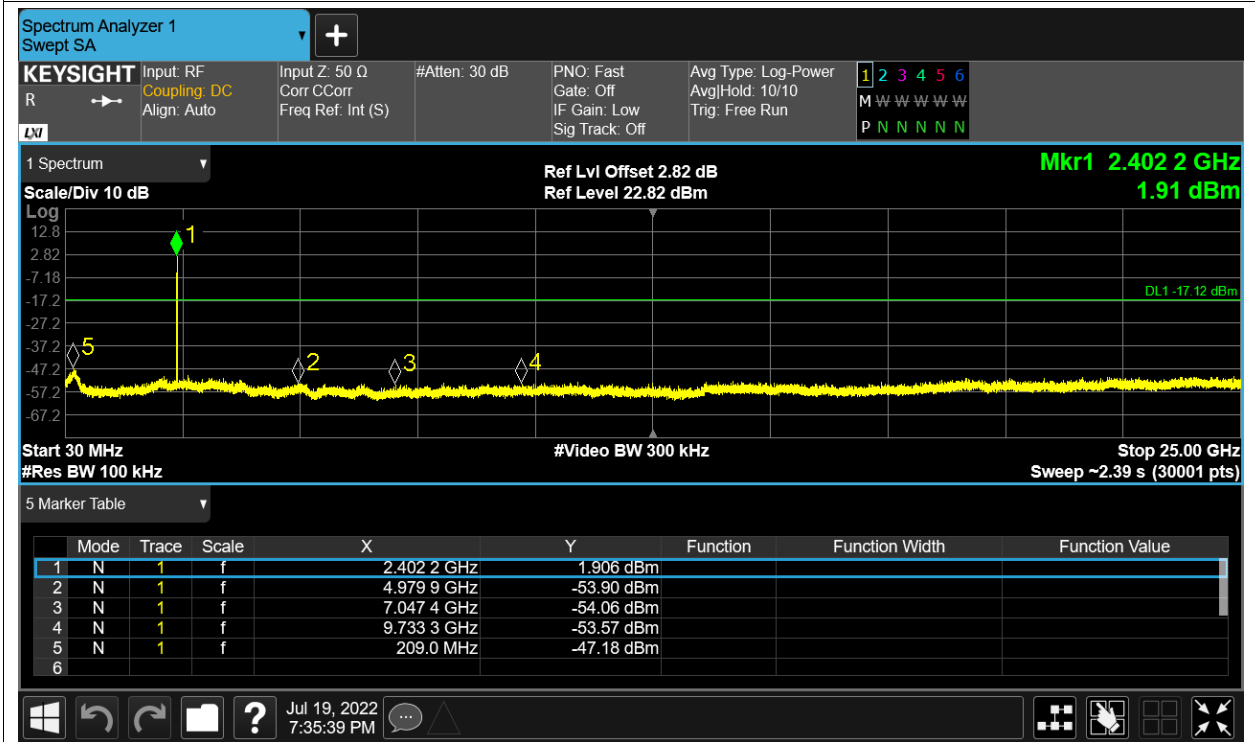 Spectrum Analyzer 1
Swept SA
KEYSIGHT Input: RF Input Z: 50 Ω #Atten: 30 dB PNO: Fast Avg Type: Log-Power 1 2 3 4 5 6
R Coupling: DC Corr CCorr Gate: Off Avg|Hold: 10/10 M W W W W W
Align: Auto Freq Ref: Int (S) IF Gain: Low Trig: Free Run
LXI Sig Track: Off P N N N N N
1 Spectrum Ref Lvl Offset 2.82 dB Mkr1 2.402 2 GHz
Scale/Div 10 dB Ref Level 22.82 dBm 1.91 dBm
Log
12.8 1
2.82
-7.18
-17.2 DL1 -17.12 dBm
-27.2
-37.2 5
-47.2 2 3 4
-57.2
-67.2
Start 30 MHz #Video BW 300 kHz Stop 25.00 GHz
#Res BW 100 kHz Sweep ~2.39 s (30001 pts)
5 Marker Table
Mode Trace Scale X Y Function Function Width Function Value
1 N 1 f 2.402 2 GHz 1.906 dBm
2 N 1 f 4.979 9 GHz -53.90 dBm
3 N 1 f 7.047 4 GHz -54.06 dBm
4 N 1 f 9.733 3 GHz -53.57 dBm
5 N 1 f 209.0 MHz -47.18 dBm
6
? Jul 19, 2022
7:35:39 PM